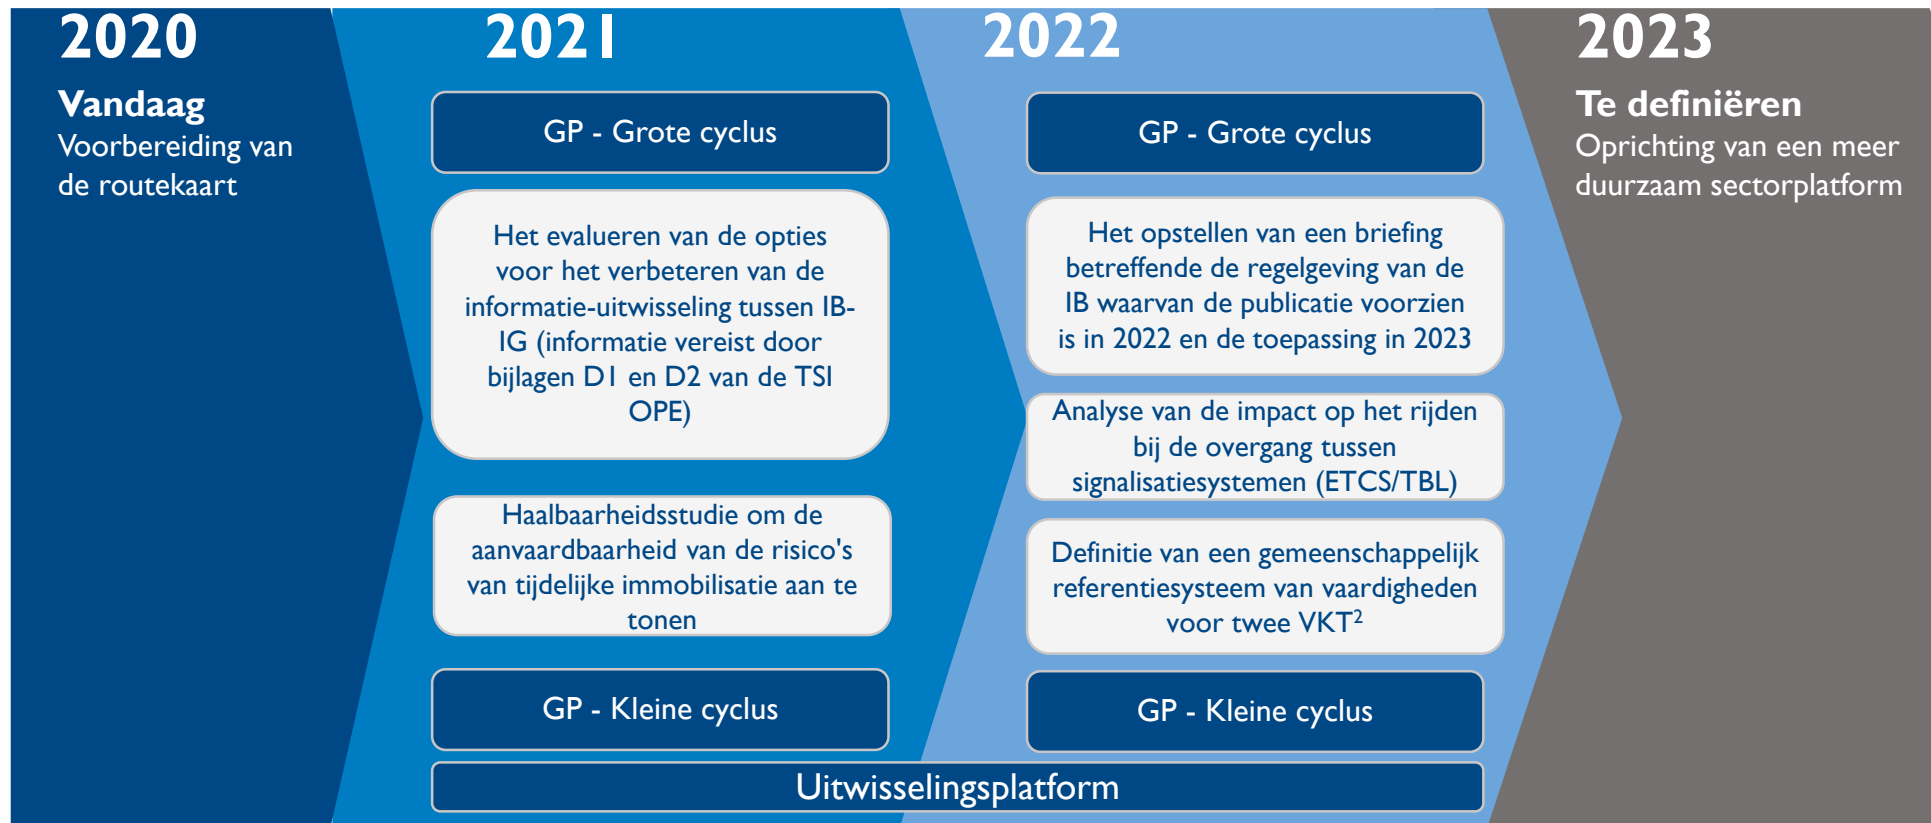 2020
Vandaag
Voorbereiding van
de routekaart
2021
GP - Grote cyclus
Het evalueren van de opties
voor het verbeteren van de
informatie-uitwisseling tussen IB-
IG (informatie vereist door
bijlagen D1 en D2 van de TSI
OPE)
Haalbaarheidsstudie om de
aanvaardbaarheid van de risico's
van tijdelijke immobilisatie aan te
tonen
GP - Kleine cyclus
2022
GP - Grote cyclus
Het opstellen van een briefing
betreffende de regelgeving van de
IB waarvan de publicatie voorzien
is in 2022 en de toepassing in 2023
Analyse van de impact op het rijden
bij de overgang tussen
signalisatiesystemen (ETCS/TBL)
Definitie van een gemeenschappelijk
referentiesysteem van vaardigheden
voor twee VKT²
GP - Kleine cyclus
Uitwisselingsplatform
2023
Te definiëren
Oprichting van een meer
duurzaam sectorplatform